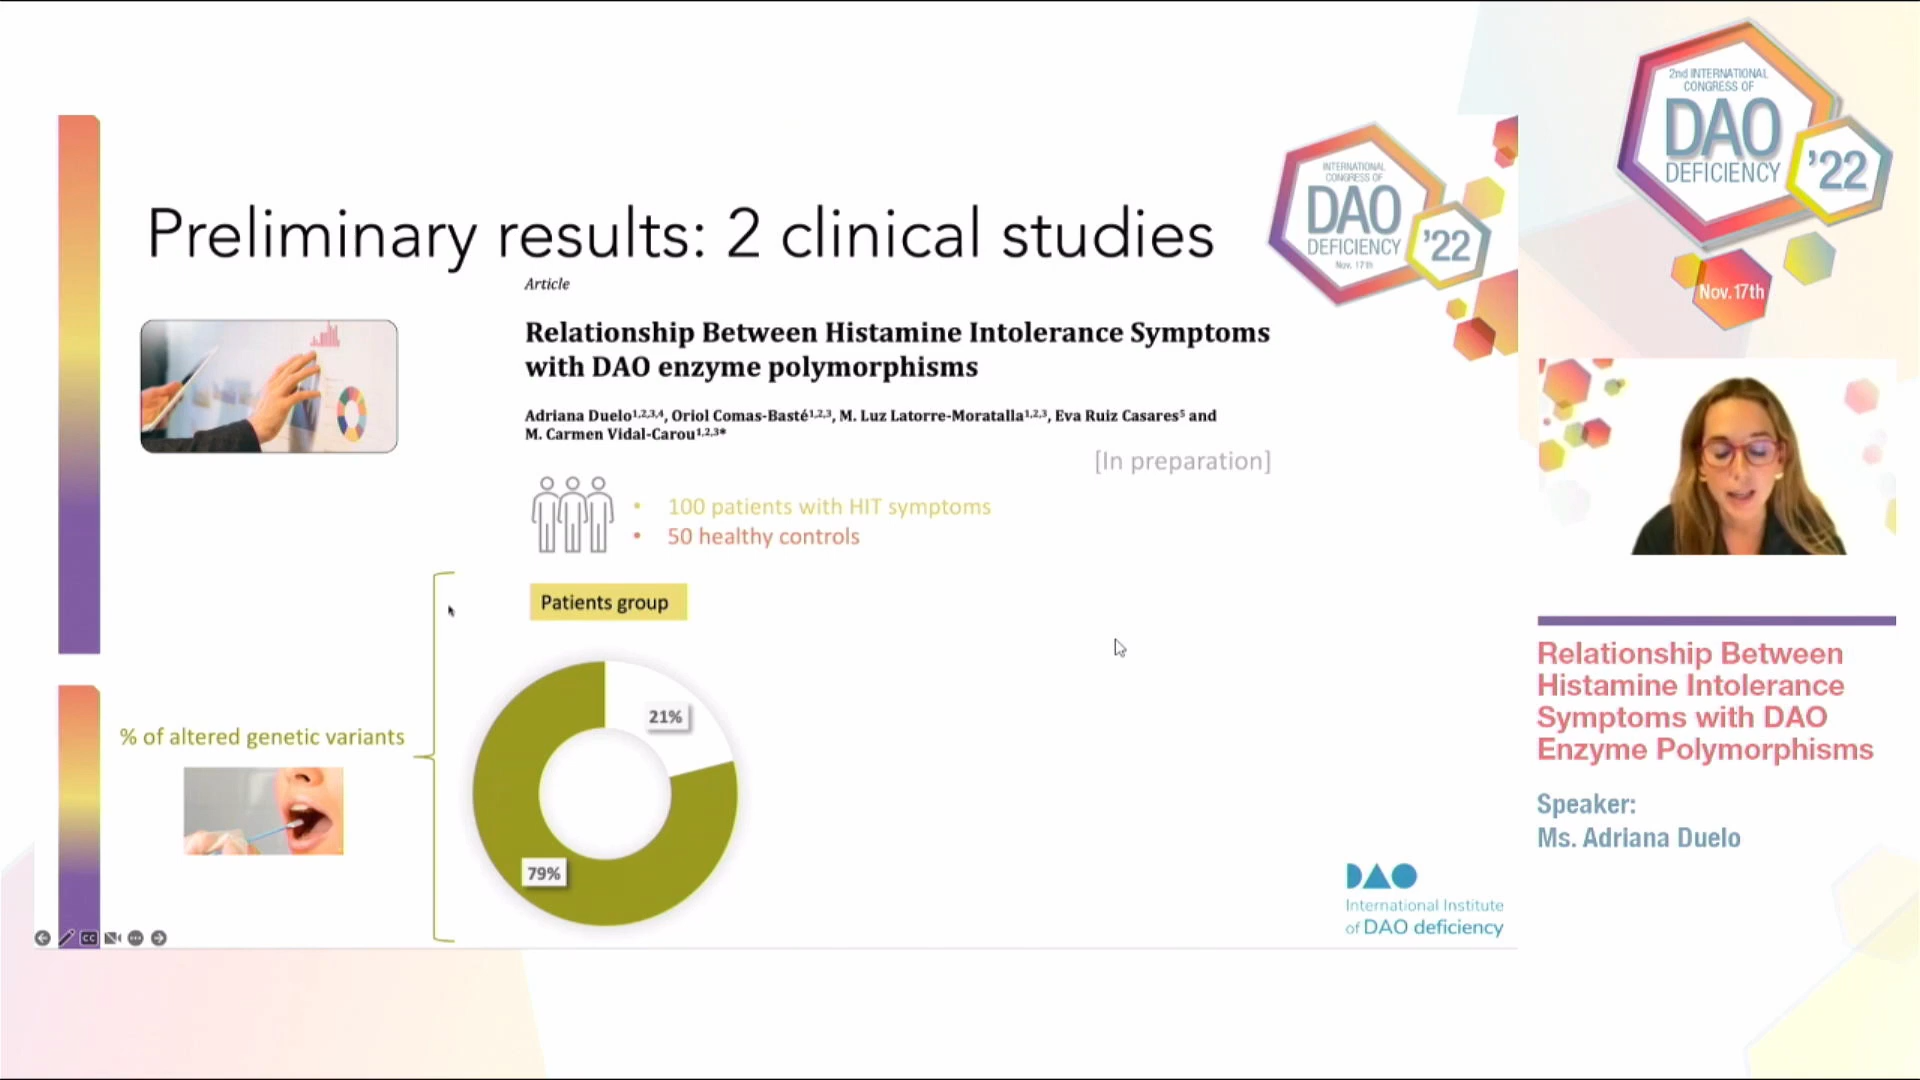 Preliminary results: 2 clinical studies
Article
Relationship Between Histamine Intolerance Symptoms
with DAO enzyme polymorphisms
Adriana Duelo1,2,3,4, Oriol Comas-Basté1,2,3, M. Luz Latorre-Moratalla1,2,3, Eva Ruiz Casares5 and
M. Carmen Vidal-Carou1,2,3*
[In preparation]
• 100 patients with HIT symptoms
• 50 healthy controls
Patients group
21%
79%
% of altered genetic variants
CC
INTERNATIONAL
CONGRESS OF
DAO
DEFICIENCY
'22
Nov. 17th
DAO
International Institute
of DAO deficiency
2nd INTERNATIONAL
CONGRESS OF
DAO
DEFICIENCY
'22
Nov.17th
Relationship Between
Histamine Intolerance
Symptoms with DAO
Enzyme Polymorphisms
Speaker:
Ms. Adriana Duelo